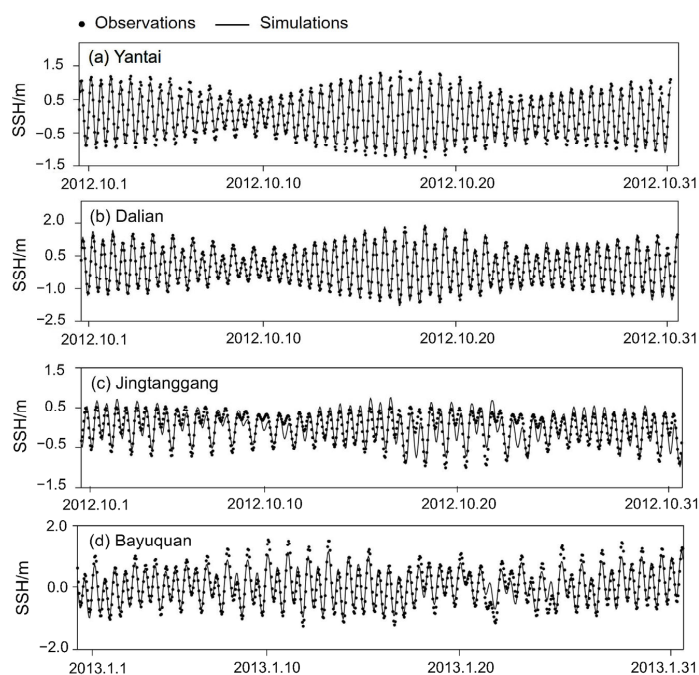 • Observations — Simulations
(a) Yantai
SSH/m
1.5
0.5
−0.5
−1.5
2012.10.1 2012.10.10 2012.10.20 2012.10.31
(b) Dalian
SSH/m
2.0
0.5
−1.0
−2.5
2012.10.1 2012.10.10 2012.10.20 2012.10.31
(c) Jingtanggang
SSH/m
1.5
0.5
−0.5
−1.5
2012.10.1 2012.10.10 2012.10.20 2012.10.31
(d) Bayuquan
SSH/m
2.0
0.0
−2.0
2013.1.1 2013.1.10 2013.1.20 2013.1.31